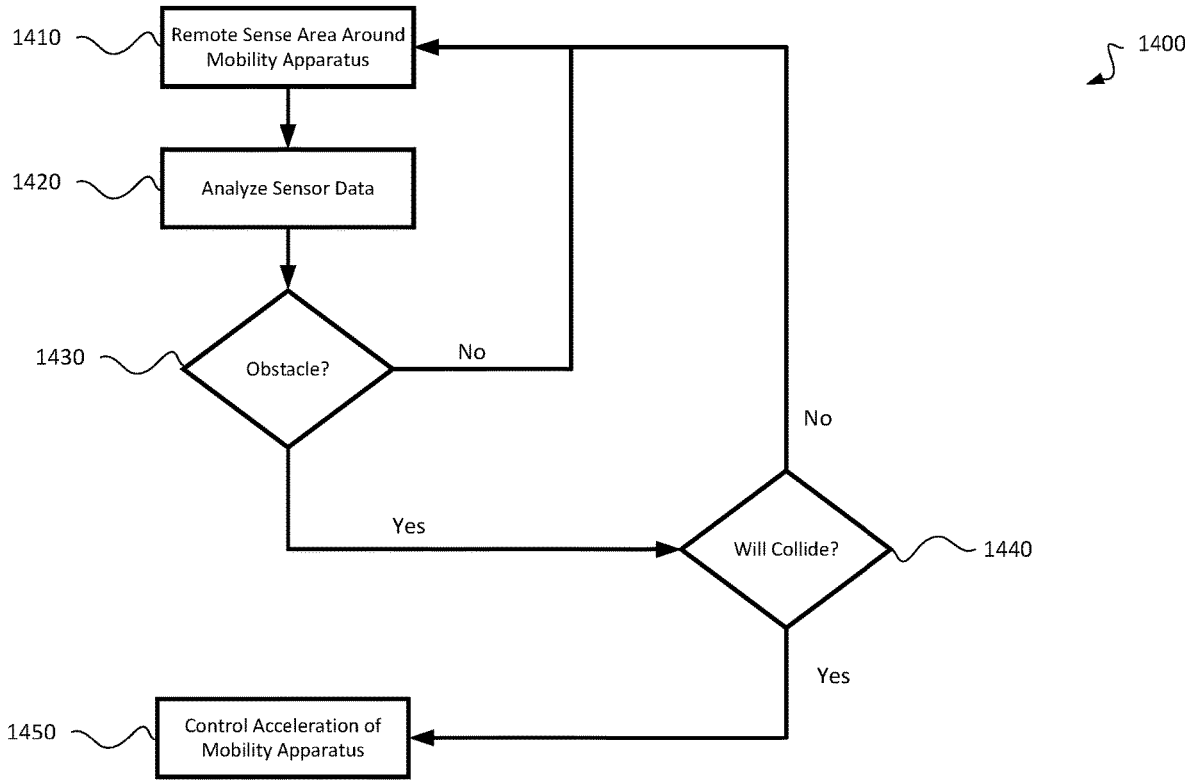 1410
Remote Sense Area Around
Mobility Apparatus
1400
1420
Analyze Sensor Data
1430
Obstacle?
No
No
Yes
Will Collide?
1440
Yes
1450
Control Acceleration of
Mobility Apparatus